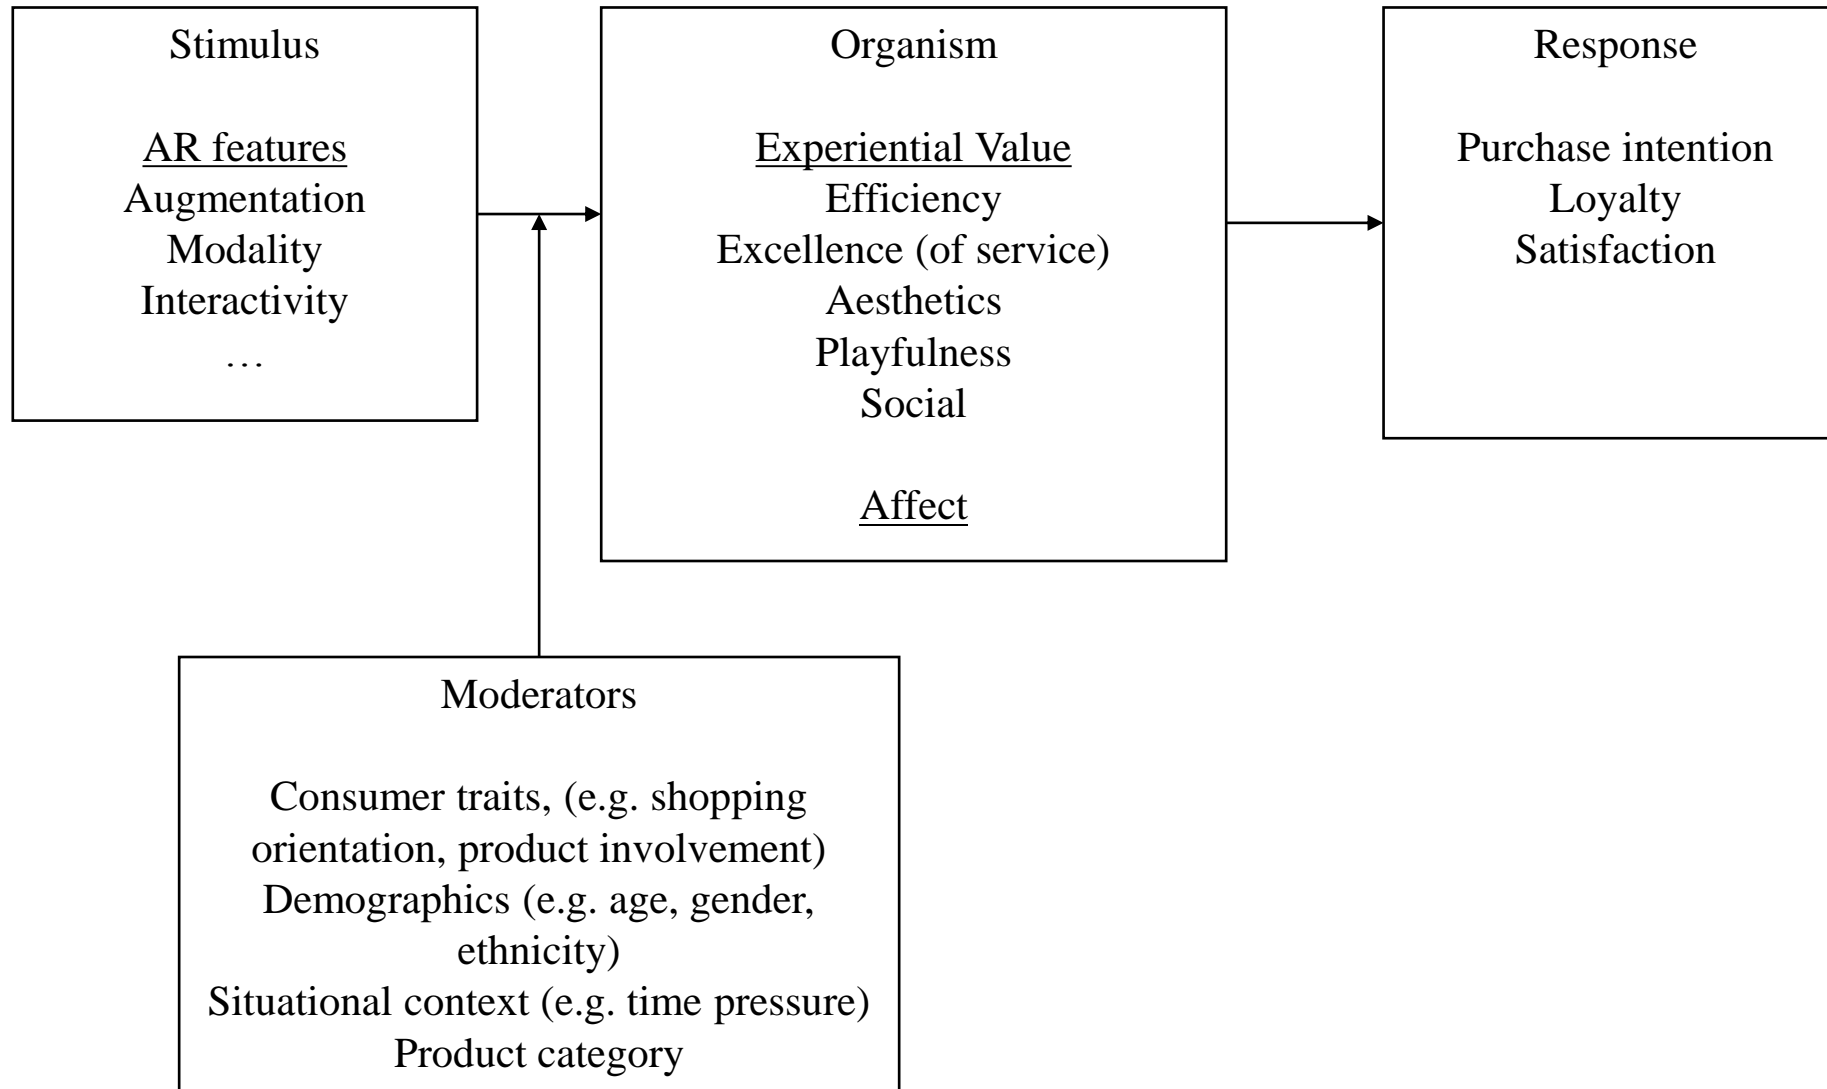 Stimulus
AR features
Augmentation
Modality
Interactivity
…
Organism
Experiential Value
Efficiency
Excellence (of service)
Aesthetics
Playfulness
Social
Affect
Response
Purchase intention
Loyalty
Satisfaction
Moderators
Consumer traits, (e.g. shopping
orientation, product involvement)
Demographics (e.g. age, gender,
ethnicity)
Situational context (e.g. time pressure)
Product category